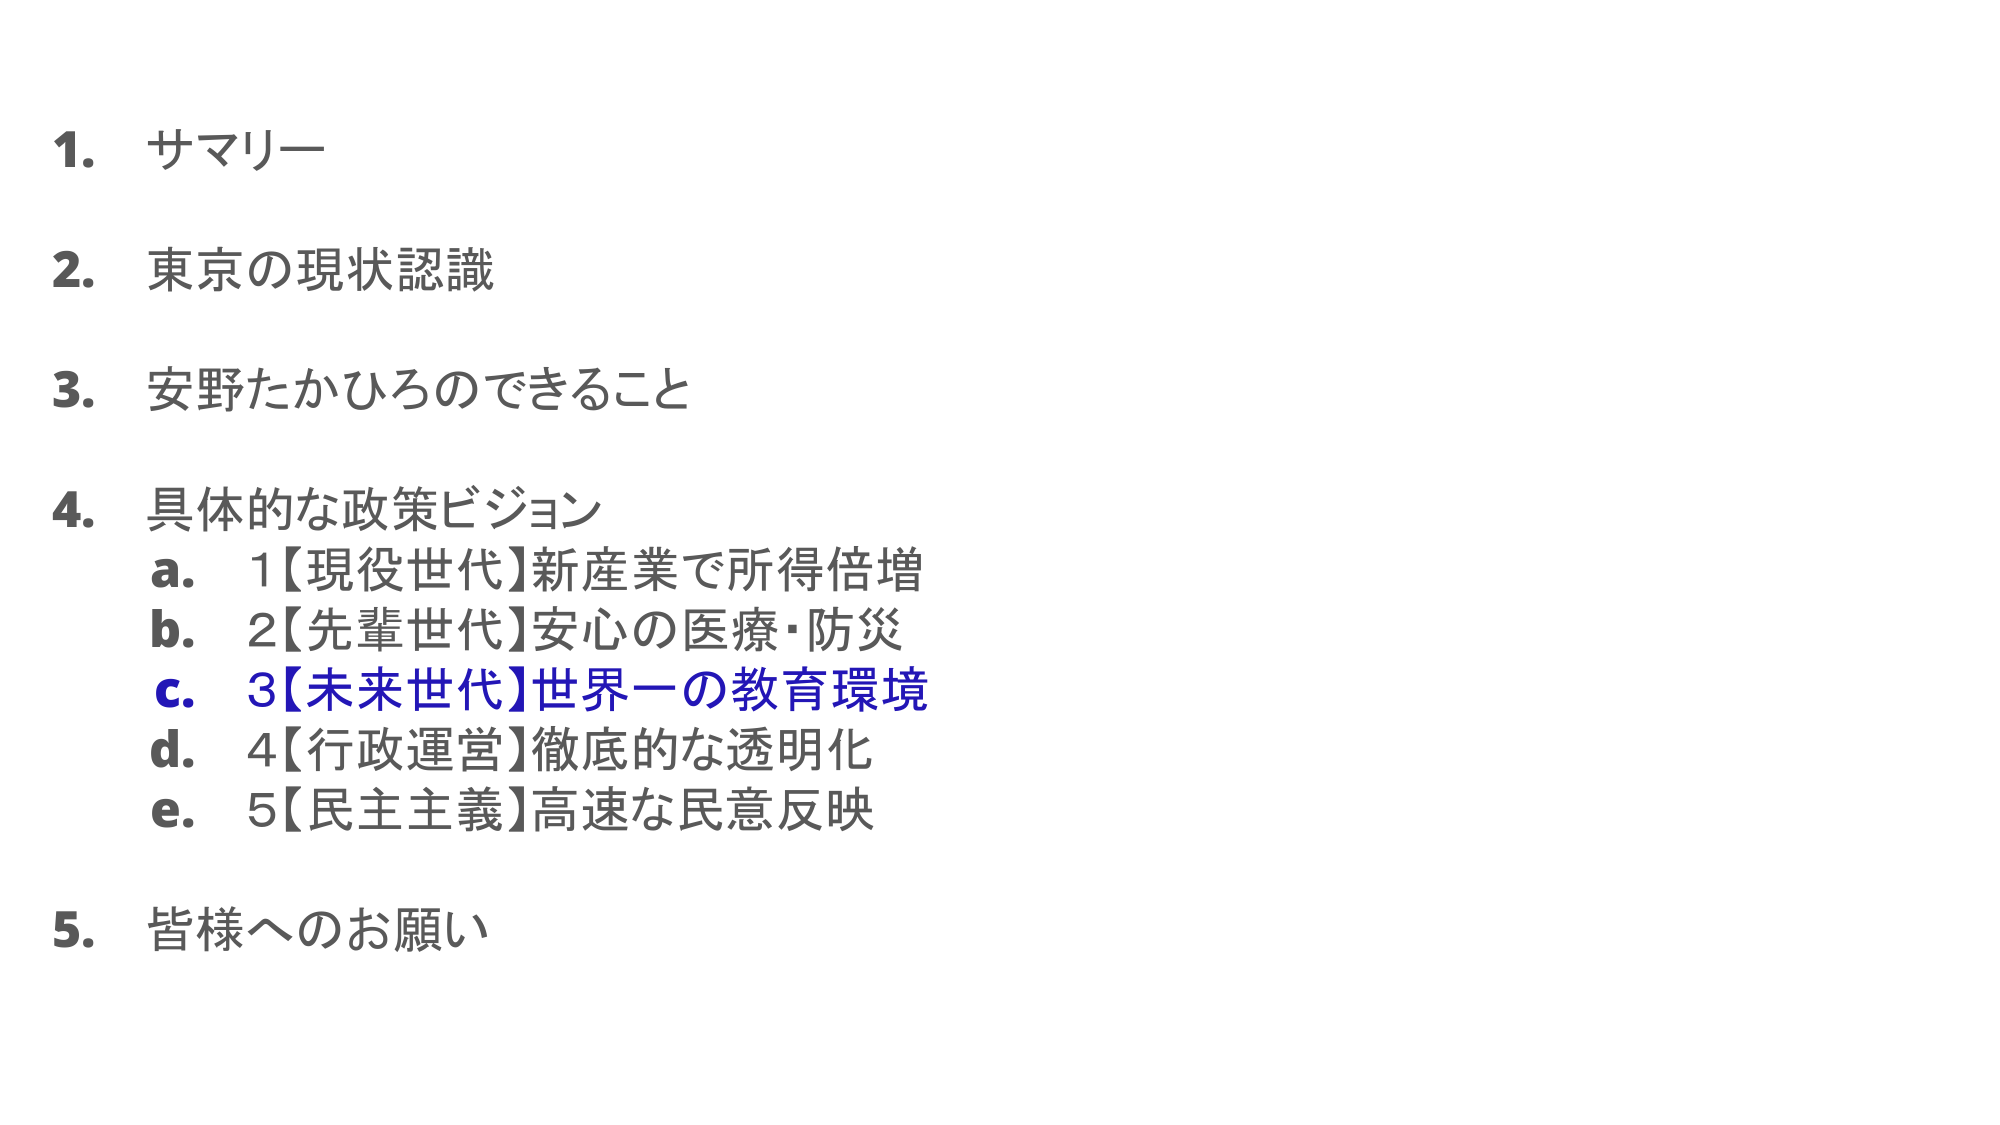 1. サマリー
2. 東京の現状認識
3. 安野たかひろのできること
4. 具体的な政策ビジョン
a. １【現役世代】新産業で所得倍増
b. ２【先輩世代】安心の医療・防災
c. ３【未来世代】世界一の教育環境
d. ４【行政運営】徹底的な透明化
e. ５【民主主義】高速な民意反映
5. 皆様へのお願い